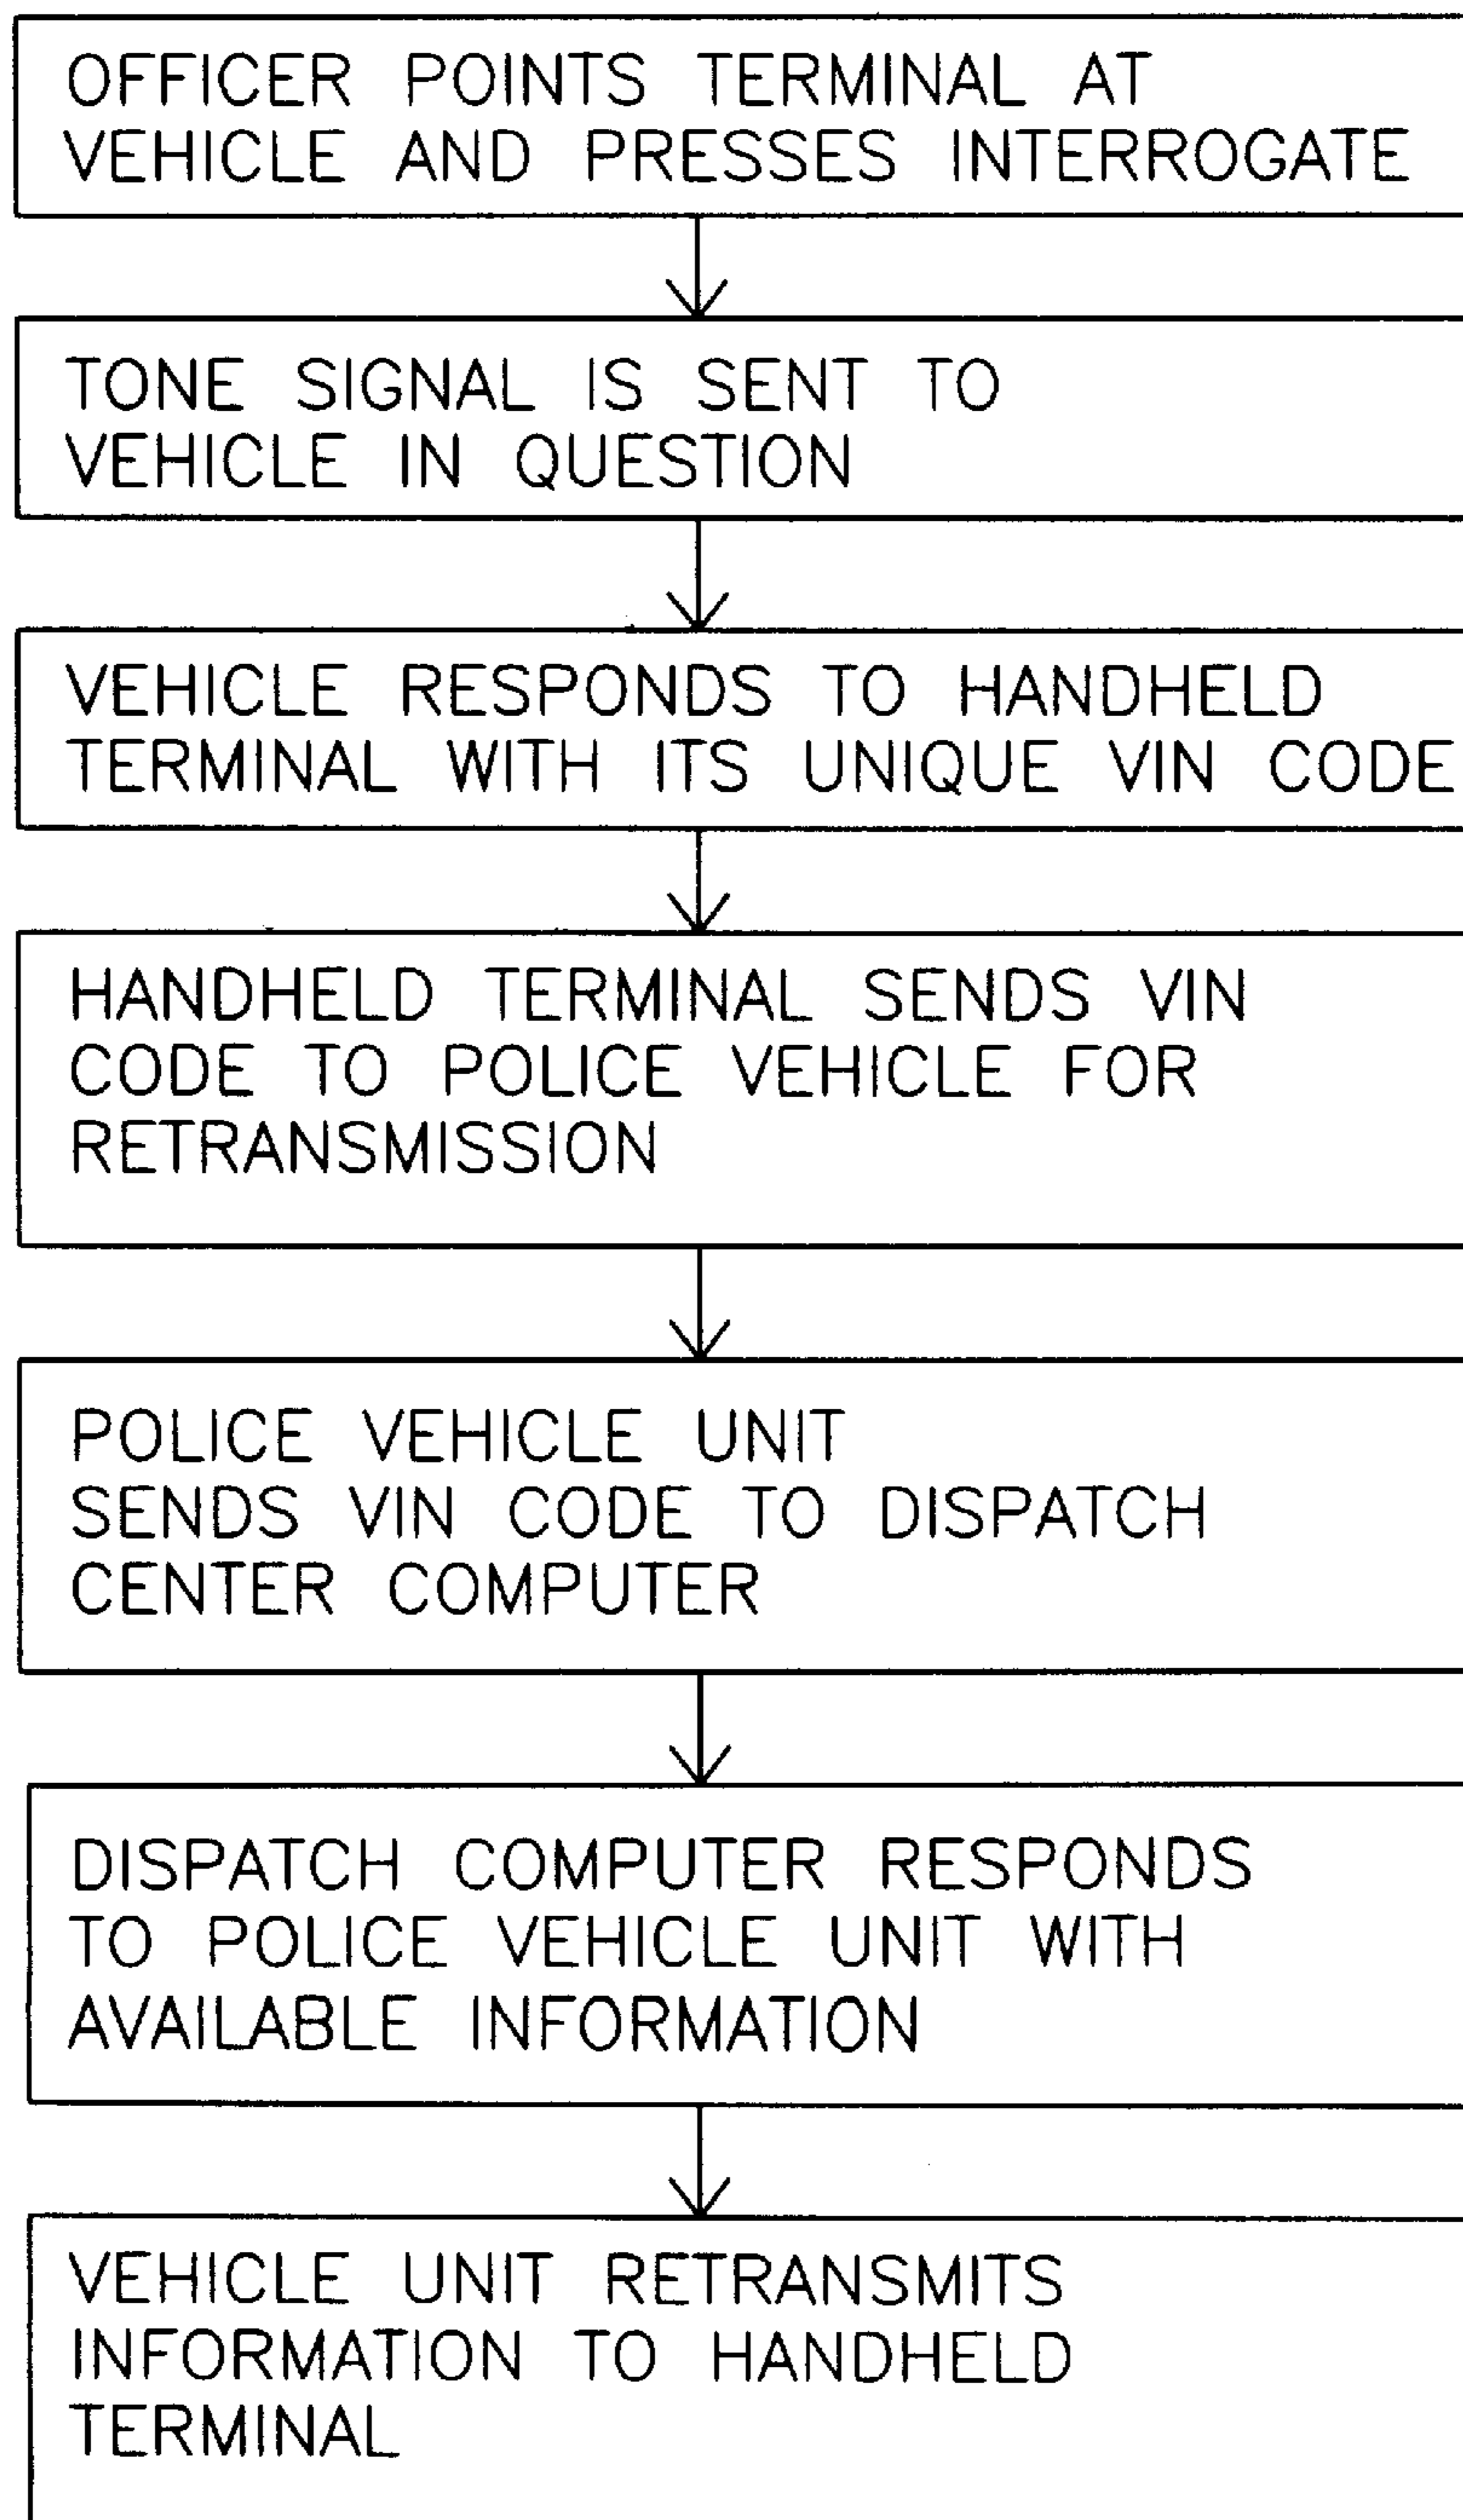 OFFICER POINTS TERMINAL AT
VEHICLE AND PRESSES INTERROGATE
TONE SIGNAL IS SENT TO
VEHICLE IN QUESTION
VEHICLE RESPONDS TO HANDHELD
TERMINAL WITH ITS UNIQUE VIN CODE
HANDHELD TERMINAL SENDS VIN
CODE TO POLICE VEHICLE FOR
RETRANSMISSION
POLICE VEHICLE UNIT
SENDS VIN CODE TO DISPATCH
CENTER COMPUTER
DISPATCH COMPUTER RESPONDS
TO POLICE VEHICLE UNIT WITH
AVAILABLE INFORMATION
VEHICLE UNIT RETRANSMITS
INFORMATION TO HANDHELD
TERMINAL